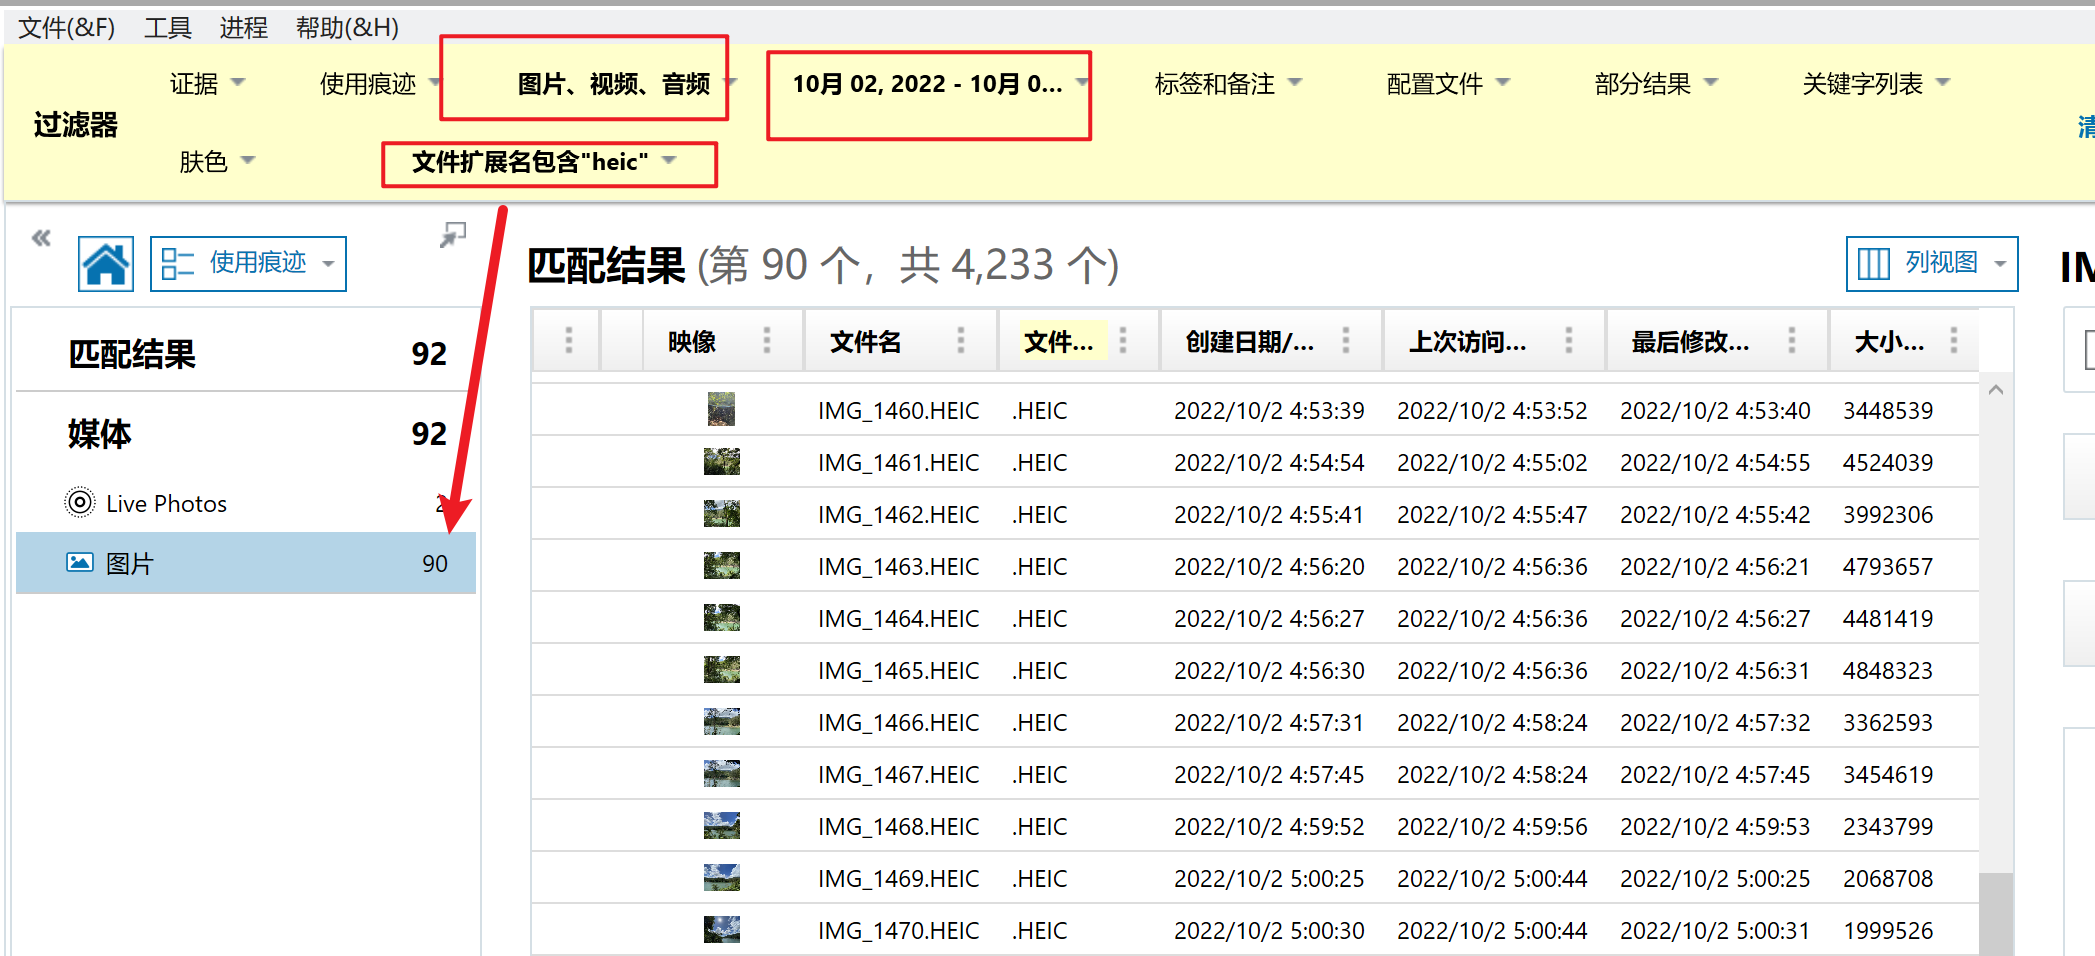 文件(&F) 工具 进程 帮助(&H)
证据 使用痕迹 图片、视频、音频 10月 02, 2022 - 10月 0... 标签和备注 配置文件 部分结果 关键字列表
过滤器
肤色 文件扩展名包含"heic"
使用痕迹
匹配结果 (第 90 个，共 4,233 个)
列视图
匹配结果 92
媒体 92
Live Photos 2
图片 90
映像 文件名 文件... 创建日期/... 上次访问... 最后修改... 大小...
IMG_1460.HEIC .HEIC 2022/10/2 4:53:39 2022/10/2 4:53:52 2022/10/2 4:53:40 3448539
IMG_1461.HEIC .HEIC 2022/10/2 4:54:54 2022/10/2 4:55:02 2022/10/2 4:54:55 4524039
IMG_1462.HEIC .HEIC 2022/10/2 4:55:41 2022/10/2 4:55:47 2022/10/2 4:55:42 3992306
IMG_1463.HEIC .HEIC 2022/10/2 4:56:20 2022/10/2 4:56:36 2022/10/2 4:56:21 4793657
IMG_1464.HEIC .HEIC 2022/10/2 4:56:27 2022/10/2 4:56:36 2022/10/2 4:56:27 4481419
IMG_1465.HEIC .HEIC 2022/10/2 4:56:30 2022/10/2 4:56:36 2022/10/2 4:56:31 4848323
IMG_1466.HEIC .HEIC 2022/10/2 4:57:31 2022/10/2 4:58:24 2022/10/2 4:57:32 3362593
IMG_1467.HEIC .HEIC 2022/10/2 4:57:45 2022/10/2 4:58:24 2022/10/2 4:57:45 3454619
IMG_1468.HEIC .HEIC 2022/10/2 4:59:52 2022/10/2 4:59:56 2022/10/2 4:59:53 2343799
IMG_1469.HEIC .HEIC 2022/10/2 5:00:25 2022/10/2 5:00:44 2022/10/2 5:00:25 2068708
IMG_1470.HEIC .HEIC 2022/10/2 5:00:30 2022/10/2 5:00:44 2022/10/2 5:00:31 1999526